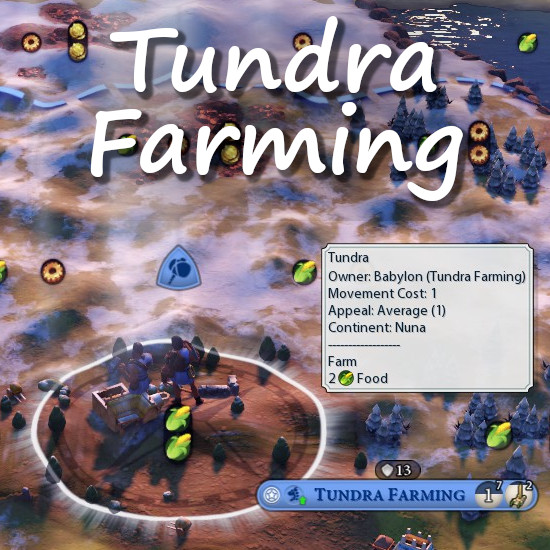 Tundra
Farming
Tundra
Owner: Babylon (Tundra Farming)
Movement Cost: 1
Appeal: Average (1)
Continent: Nuna
-------------------
Farm
2 Food
13
TUNDRA FARMING 1 7 2